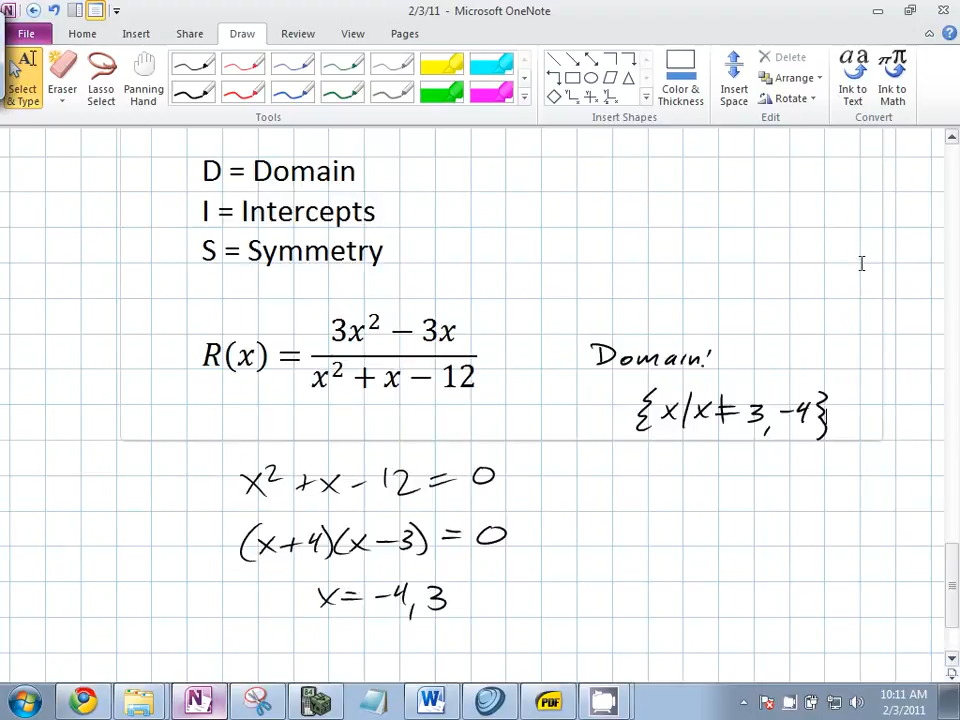 2/3/11 - Microsoft OneNote
File Home Insert Draw Review View Pages
Select & Type Eraser Lasso Select Panning Hand Color & Thickness Insert Space Delete Arrange Rotate Ink to Text Ink to Math
Tools Insert Shapes Edit Convert
D = Domain
I = Intercepts
S = Symmetry
R(x) = (3x² − 3x)/(x² + x − 12)
Domain:
{x/x ≠ 3, -4}
x² + x - 12 = 0
(x+4)(x-3) = 0
x = -4, 3
W PDF
10:11 AM
2/3/2011